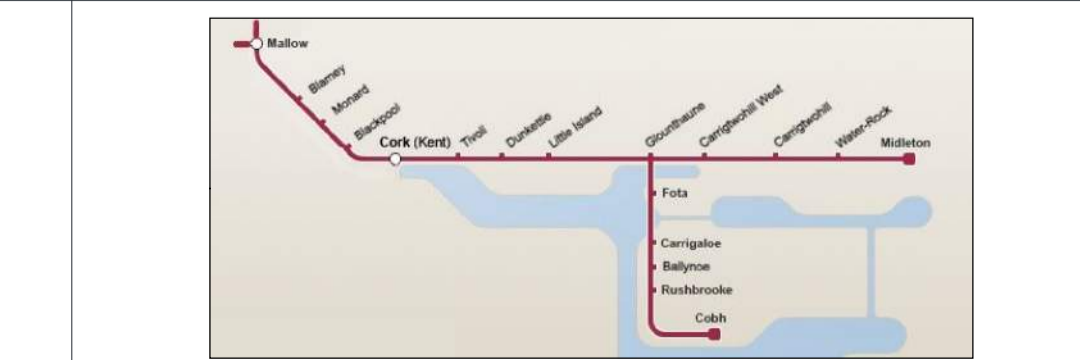 Mallow
Blarney
Monard
Blackpool
Cork (Kent)
Tivoli
Dunkettle
Little Island
Glounthaune
Carrigtwohill West
Carrigtwohill
Water-Rock
Midleton
Fota
Carrigaloe
Ballynoe
Rushbrooke
Cobh